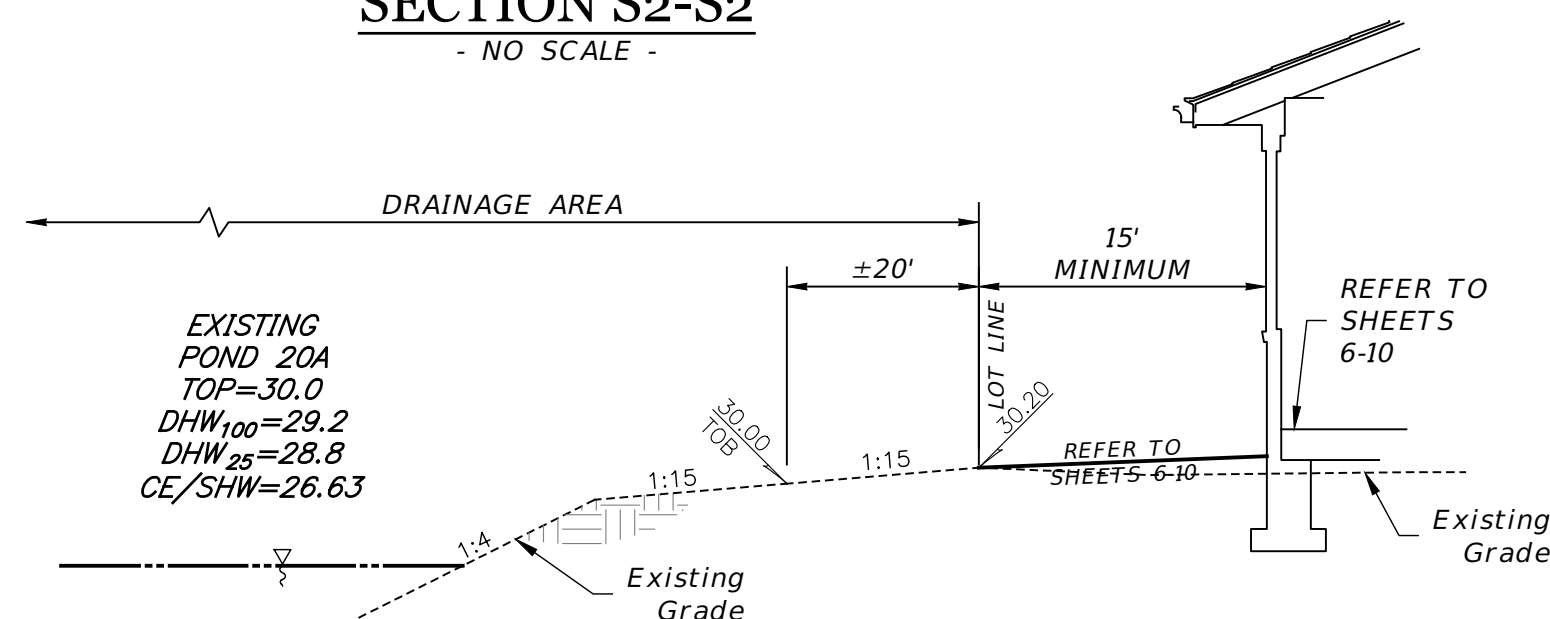 SECTION S2-S2
- NO SCALE -
DRAINAGE AREA
±20'
15'
MINIMUM
REFER TO
SHEETS
6-10
EXISTING
POND 20A
TOP=30.0
DHW100=29.2
DHW25=28.8
CE/SHW=26.63
LOT LINE
30.00
TOB
30.20
1:15
1:15
1:4
REFER TO
SHEETS 6-10
Existing
Grade
Existing
Grade